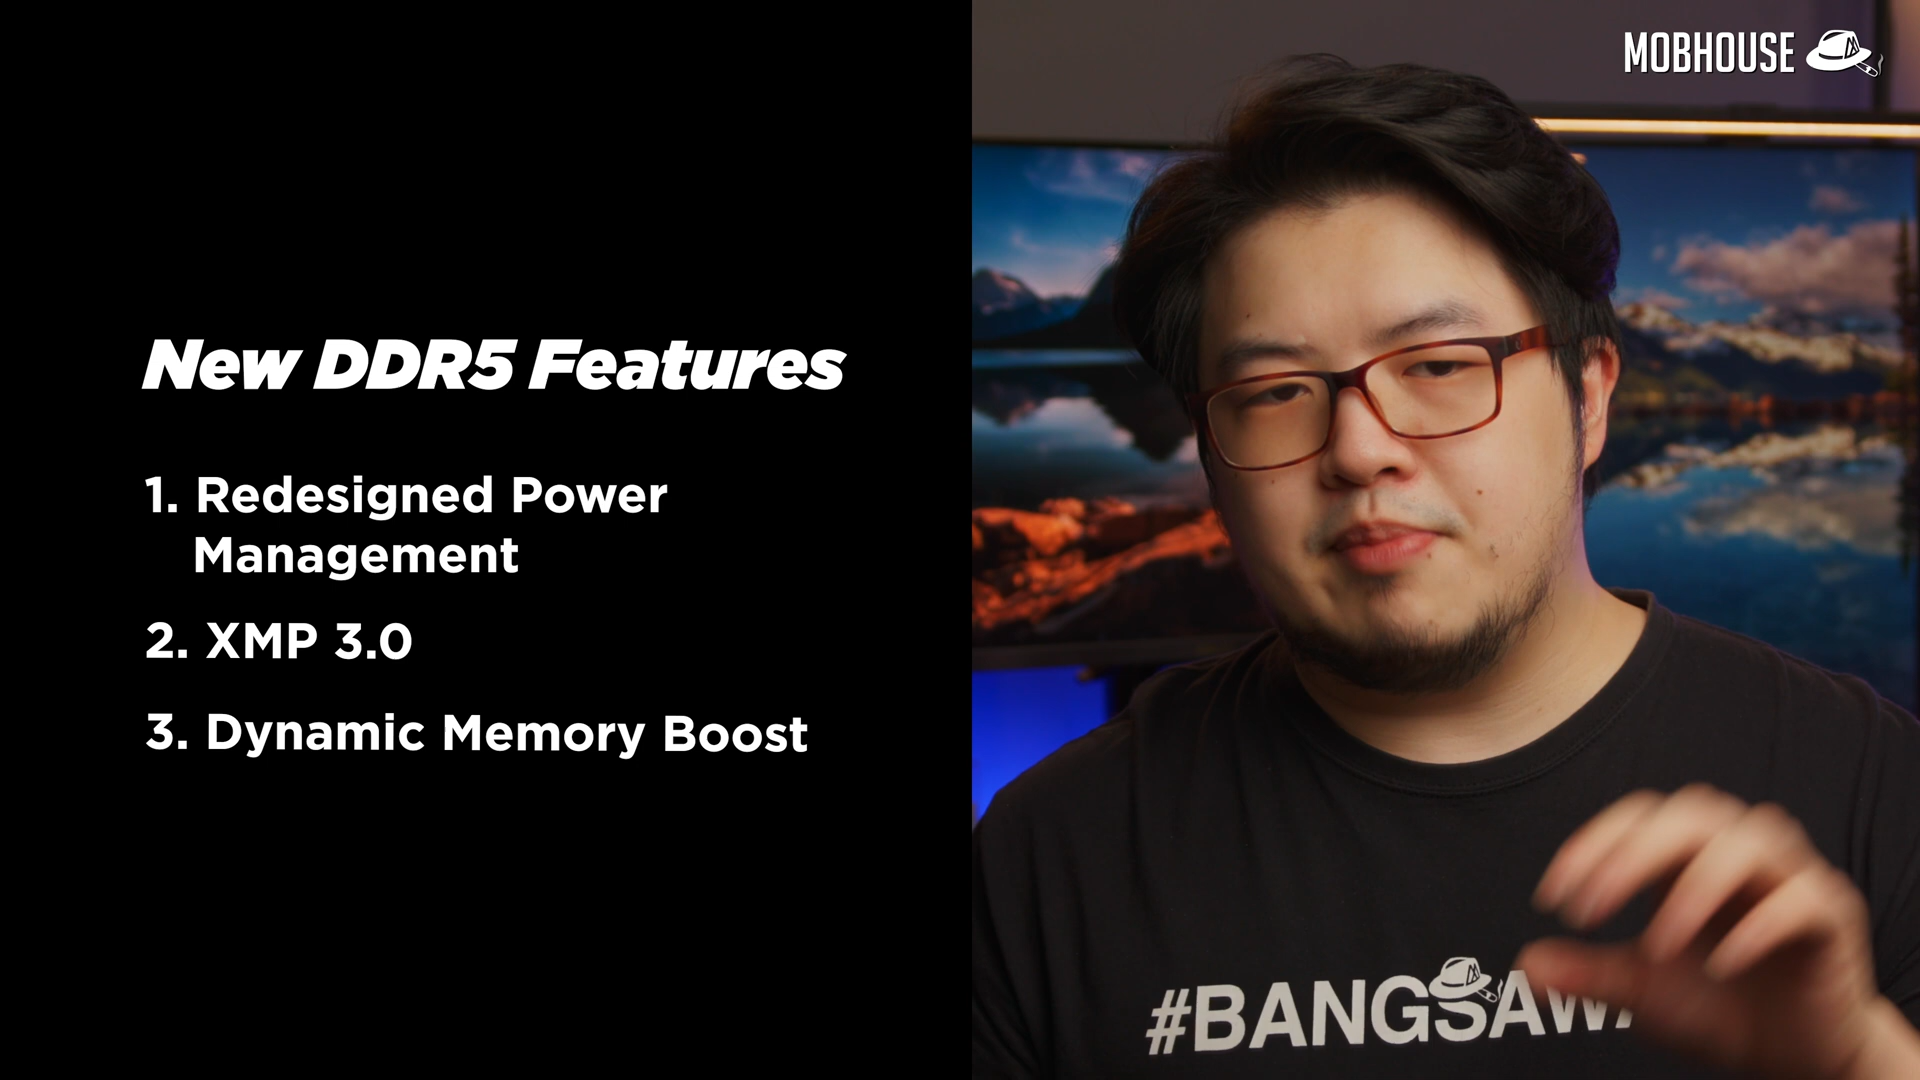 MOBHOUSE
New DDR5 Features
1. Redesigned Power
Management
2. XMP 3.0
3. Dynamic Memory Boost